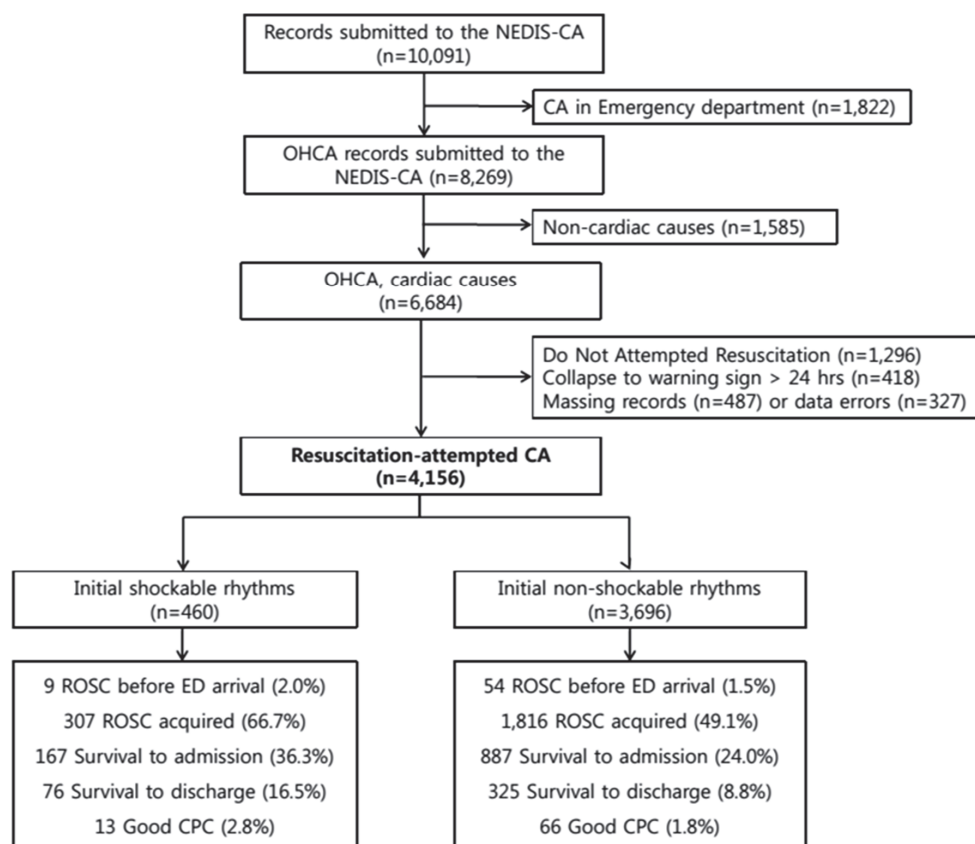 Records submitted to the NEDIS-CA
(n=10,091)
CA in Emergency department (n=1,822)
OHCA records submitted to the
NEDIS-CA (n=8,269)
Non-cardiac causes (n=1,585)
OHCA, cardiac causes
(n=6,684)
Do Not Attempted Resuscitation (n=1,296)
Collapse to warning sign > 24 hrs (n=418)
Massing records (n=487) or data errors (n=327)
Resuscitation-attempted CA
(n=4,156)
Initial shockable rhythms
(n=460)
Initial non-shockable rhythms
(n=3,696)
9 ROSC before ED arrival (2.0%)
307 ROSC acquired (66.7%)
167 Survival to admission (36.3%)
76 Survival to discharge (16.5%)
13 Good CPC (2.8%)
54 ROSC before ED arrival (1.5%)
1,816 ROSC acquired (49.1%)
887 Survival to admission (24.0%)
325 Survival to discharge (8.8%)
66 Good CPC (1.8%)